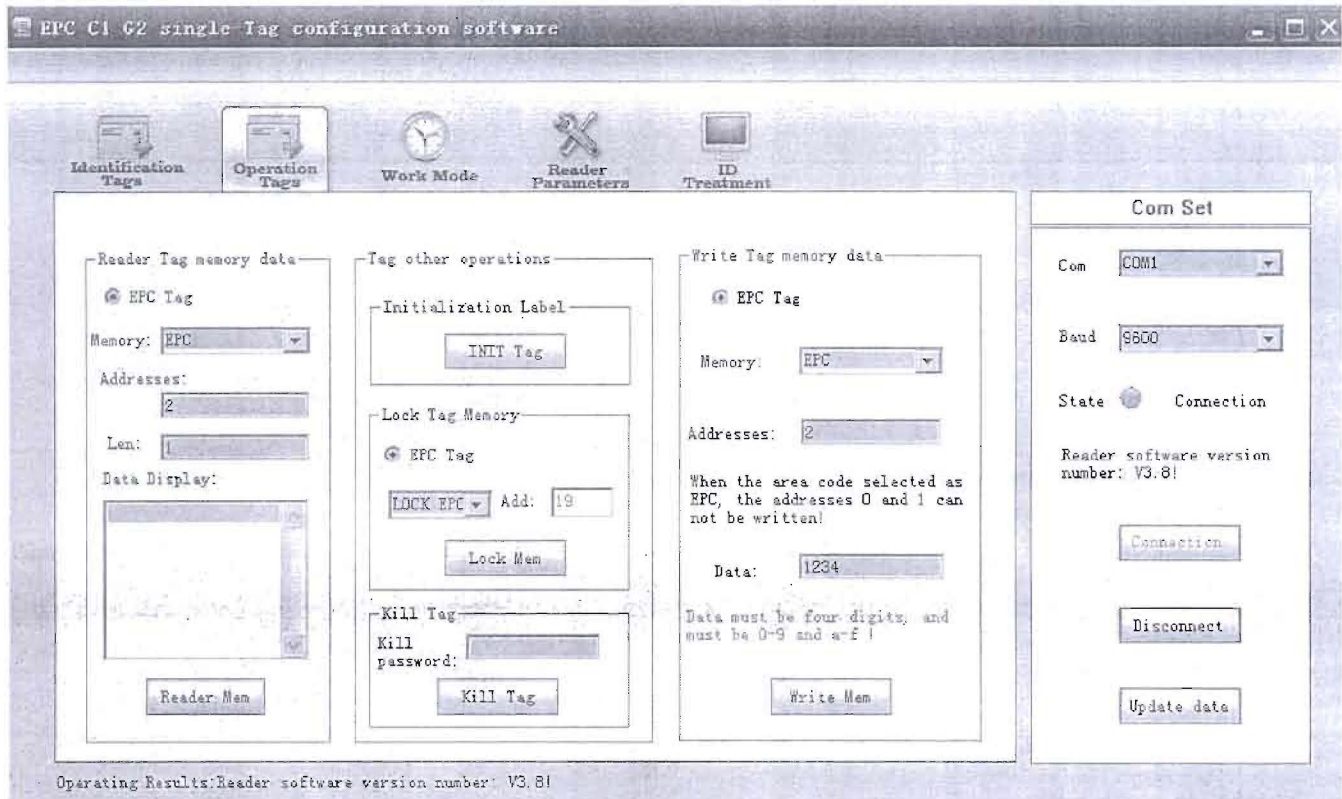 EPC C1 G2 single Tag configuration software
Identification
Tags
Operation
Tags
Work Mode
Reader
Parameters
ID
Treatment
Reader Tag memory data
EPC Tag
Memory: EPC
Addresses:
2
Len: 1
Data Display:
Reader Mem
Tag other operations
Initialization Label
INIT Tag
Lock Tag Memory
EPC Tag
LOCK EPC Add: 19
Lock Mem
Kill Tag
Kill
password:
Kill Tag
Write Tag memory data
EPC Tag
Memory: EPC
Addresses: 2
When the area code selected as
EPC, the addresses 0 and 1 can
not be written!
Data: 1234
Data must be four digits, and
must be 0-9 and a-f !
Write Mem
Com Set
Com COM1
Baud 9600
State Connection
Reader software version
number: V3.8!
Connection
Disconnect
Update data
Operating Results:Reader software version number: V3.8!